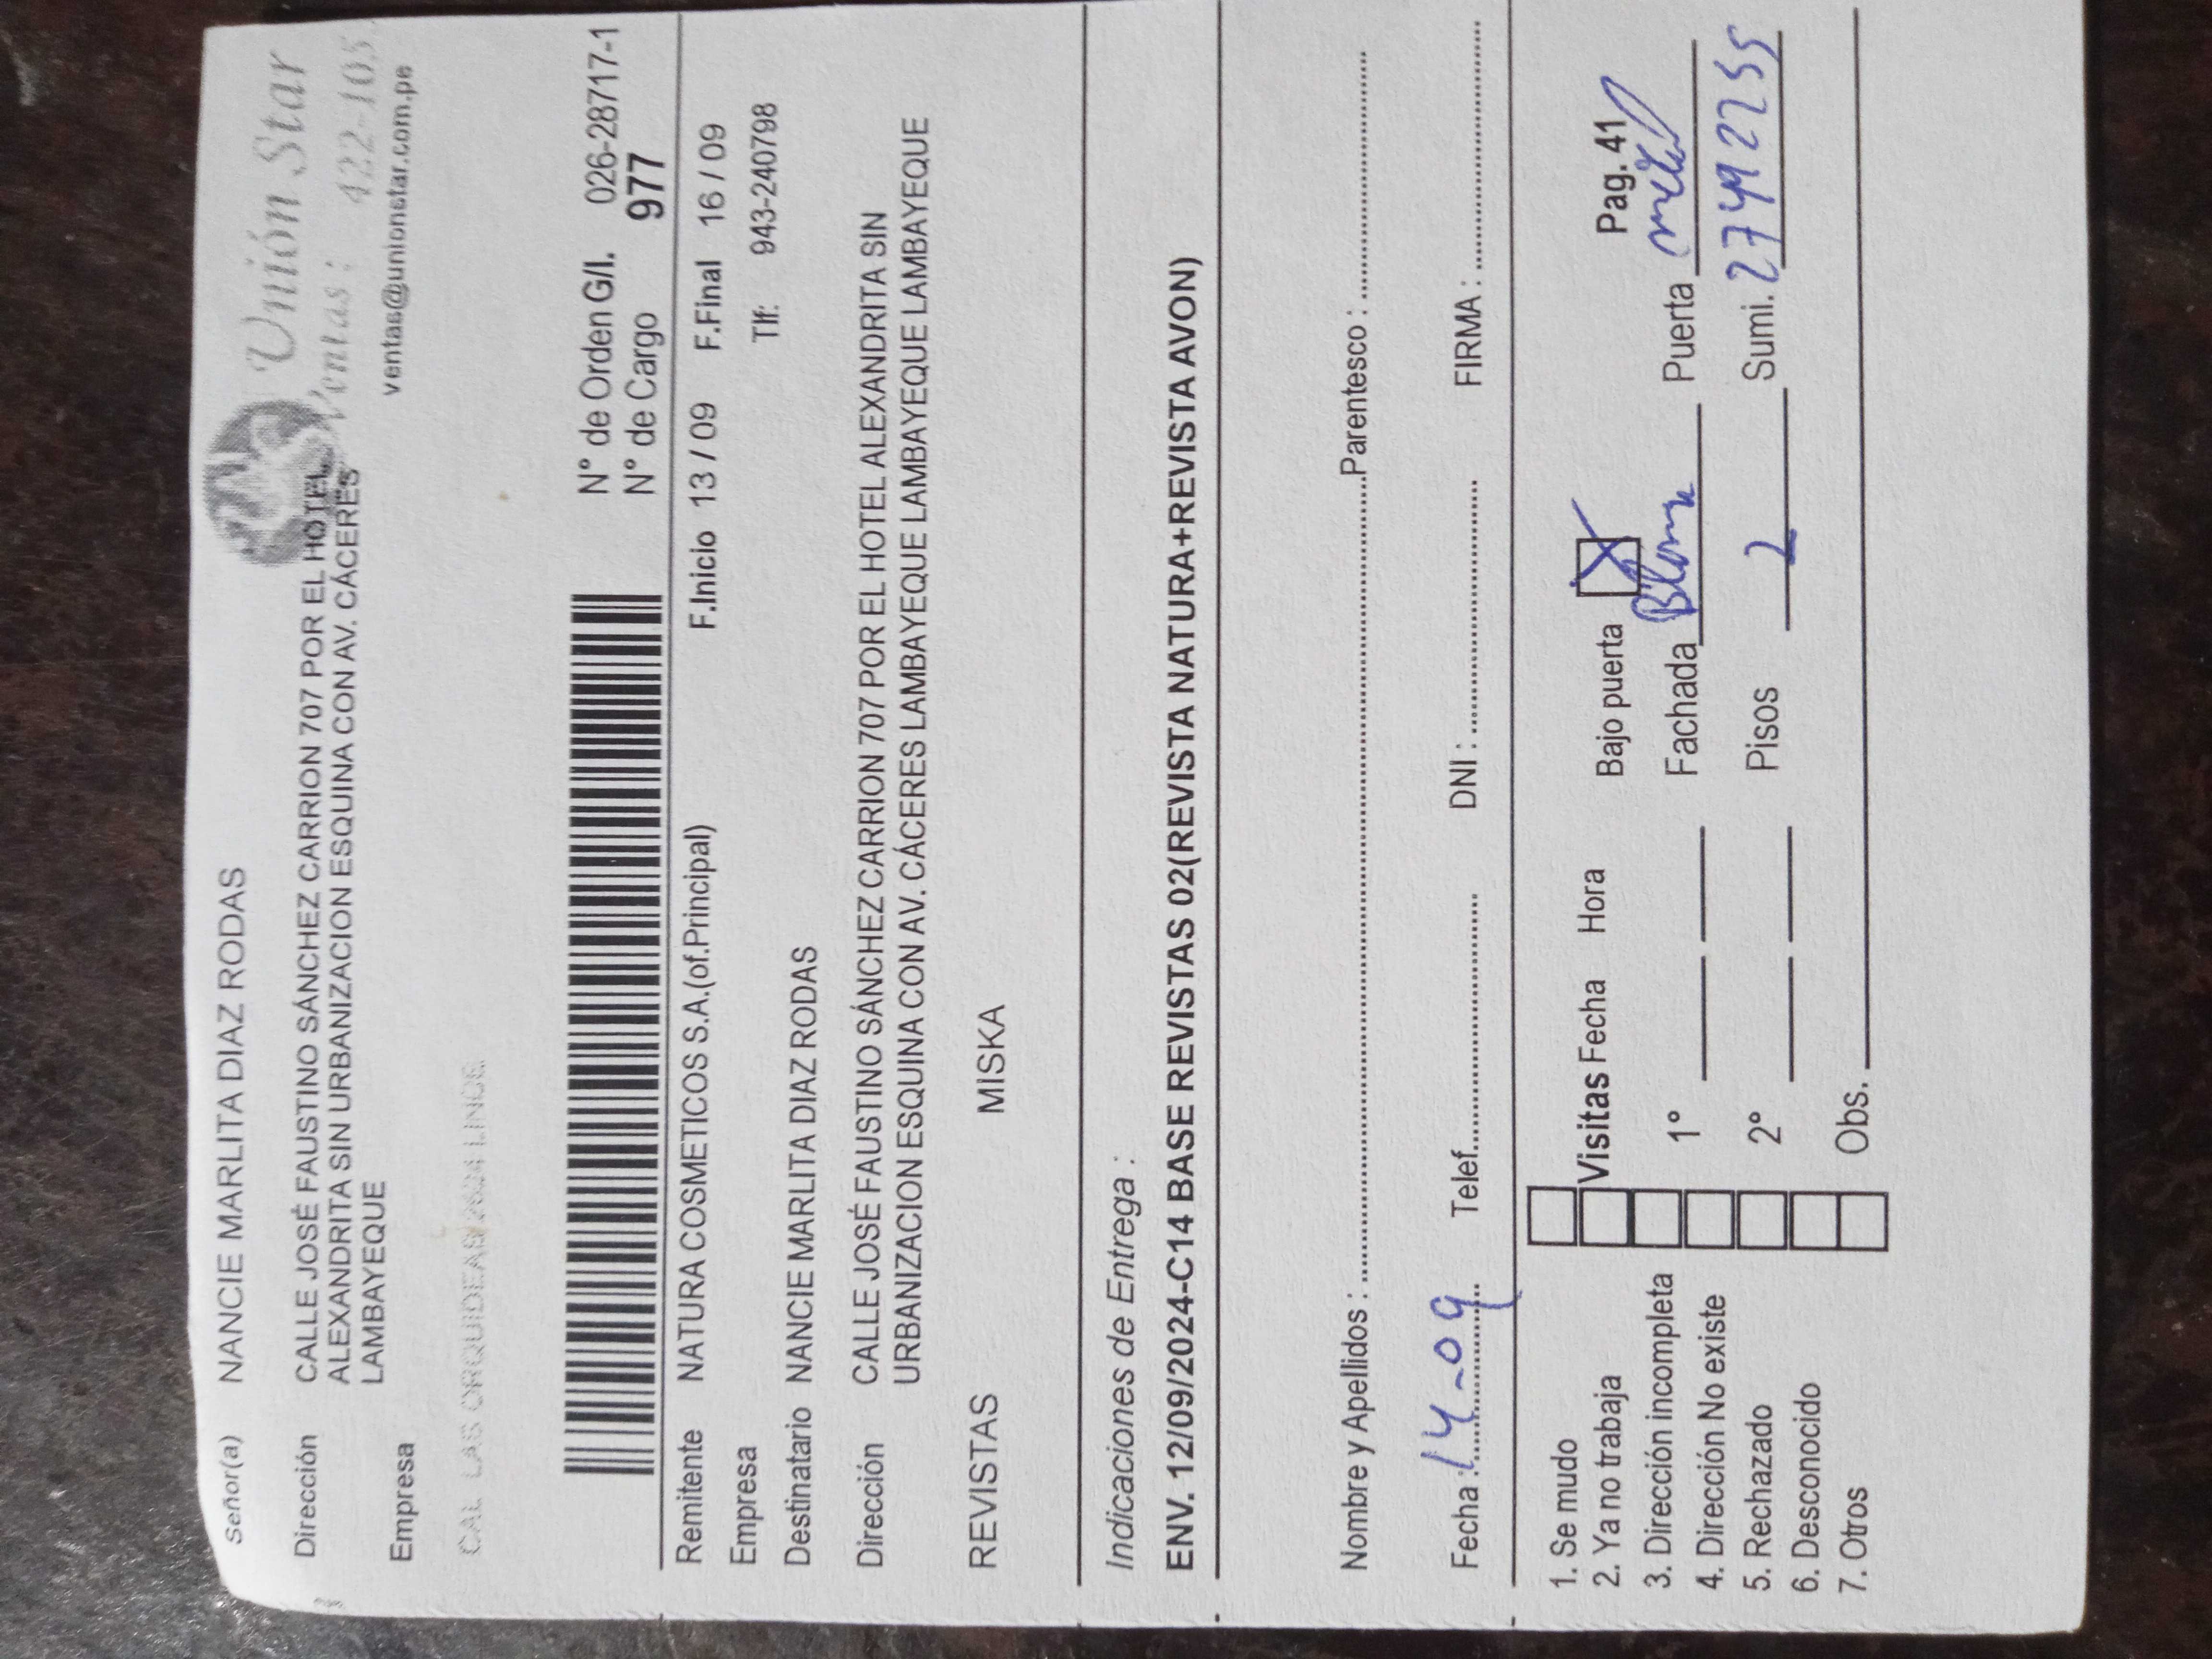 Unión Star
Ventas: 422-105
ventas@unionstar.com.pe
Señor(a) NANCIE MARLITA DIAZ RODAS
Dirección CALLE JOSÉ FAUSTINO SÁNCHEZ CARRION 707 POR EL HOTEL
ALEXANDRITA SIN URBANIZACION ESQUINA CON AV. CÁCERES
LAMBAYEQUE
Empresa
CAL. LAS ORQUIDEAS 2624 LINCE
N° de Orden G/I. 026-28717-1
N° de Cargo 977
Remitente NATURA COSMETICOS S.A.(of.Principal) F.Inicio 13 / 09 F.Final 16 / 09
Empresa Tlf: 943-240798
Destinatario NANCIE MARLITA DIAZ RODAS
Dirección CALLE JOSÉ FAUSTINO SÁNCHEZ CARRION 707 POR EL HOTEL ALEXANDRITA SIN
URBANIZACION ESQUINA CON AV. CÁCERES LAMBAYEQUE LAMBAYEQUE LAMBAYEQUE
REVISTAS MISKA
Indicaciones de Entrega :
ENV. 12/09/2024-C14 BASE REVISTAS 02(REVISTA NATURA+REVISTA AVON)
Nombre y Apellidos : Parentesco :
Fecha : 14-09 Telef. DNI : FIRMA :
1. Se mudo
2. Ya no trabaja
3. Dirección incompleta
4. Dirección No existe
5. Rechazado
6. Desconocido
7. Otros
Visitas Fecha Hora Bajo puerta X Pag. 41
1° Fachada Puerta
2° Pisos 2 Sumi. 27492255
Obs.